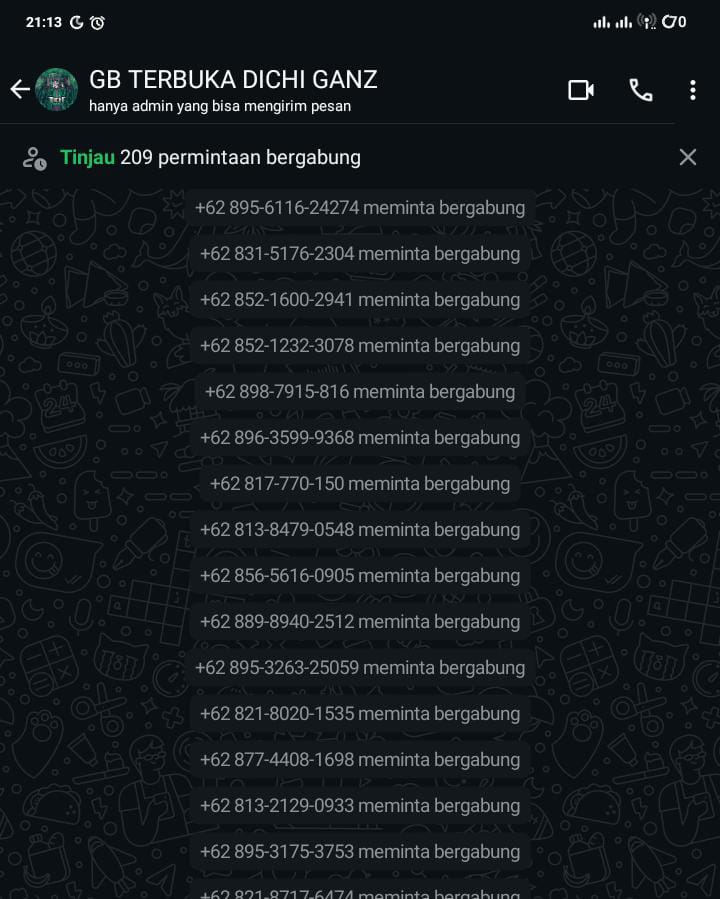 21:13
70
GB TERBUKA DICHI GANZ
hanya admin yang bisa mengirim pesan
Tinjau 209 permintaan bergabung
+62 895-6116-24274 meminta bergabung
+62 831-5176-2304 meminta bergabung
+62 852-1600-2941 meminta bergabung
+62 852-1232-3078 meminta bergabung
+62 898-7915-816 meminta bergabung
+62 896-3599-9368 meminta bergabung
+62 817-770-150 meminta bergabung
+62 813-8479-0548 meminta bergabung
+62 856-5616-0905 meminta bergabung
+62 889-8940-2512 meminta bergabung
+62 895-3263-25059 meminta bergabung
+62 821-8020-1535 meminta bergabung
+62 877-4408-1698 meminta bergabung
+62 813-2129-0933 meminta bergabung
+62 895-3175-3753 meminta bergabung
+62 821-8717-6474 meminta bergabung